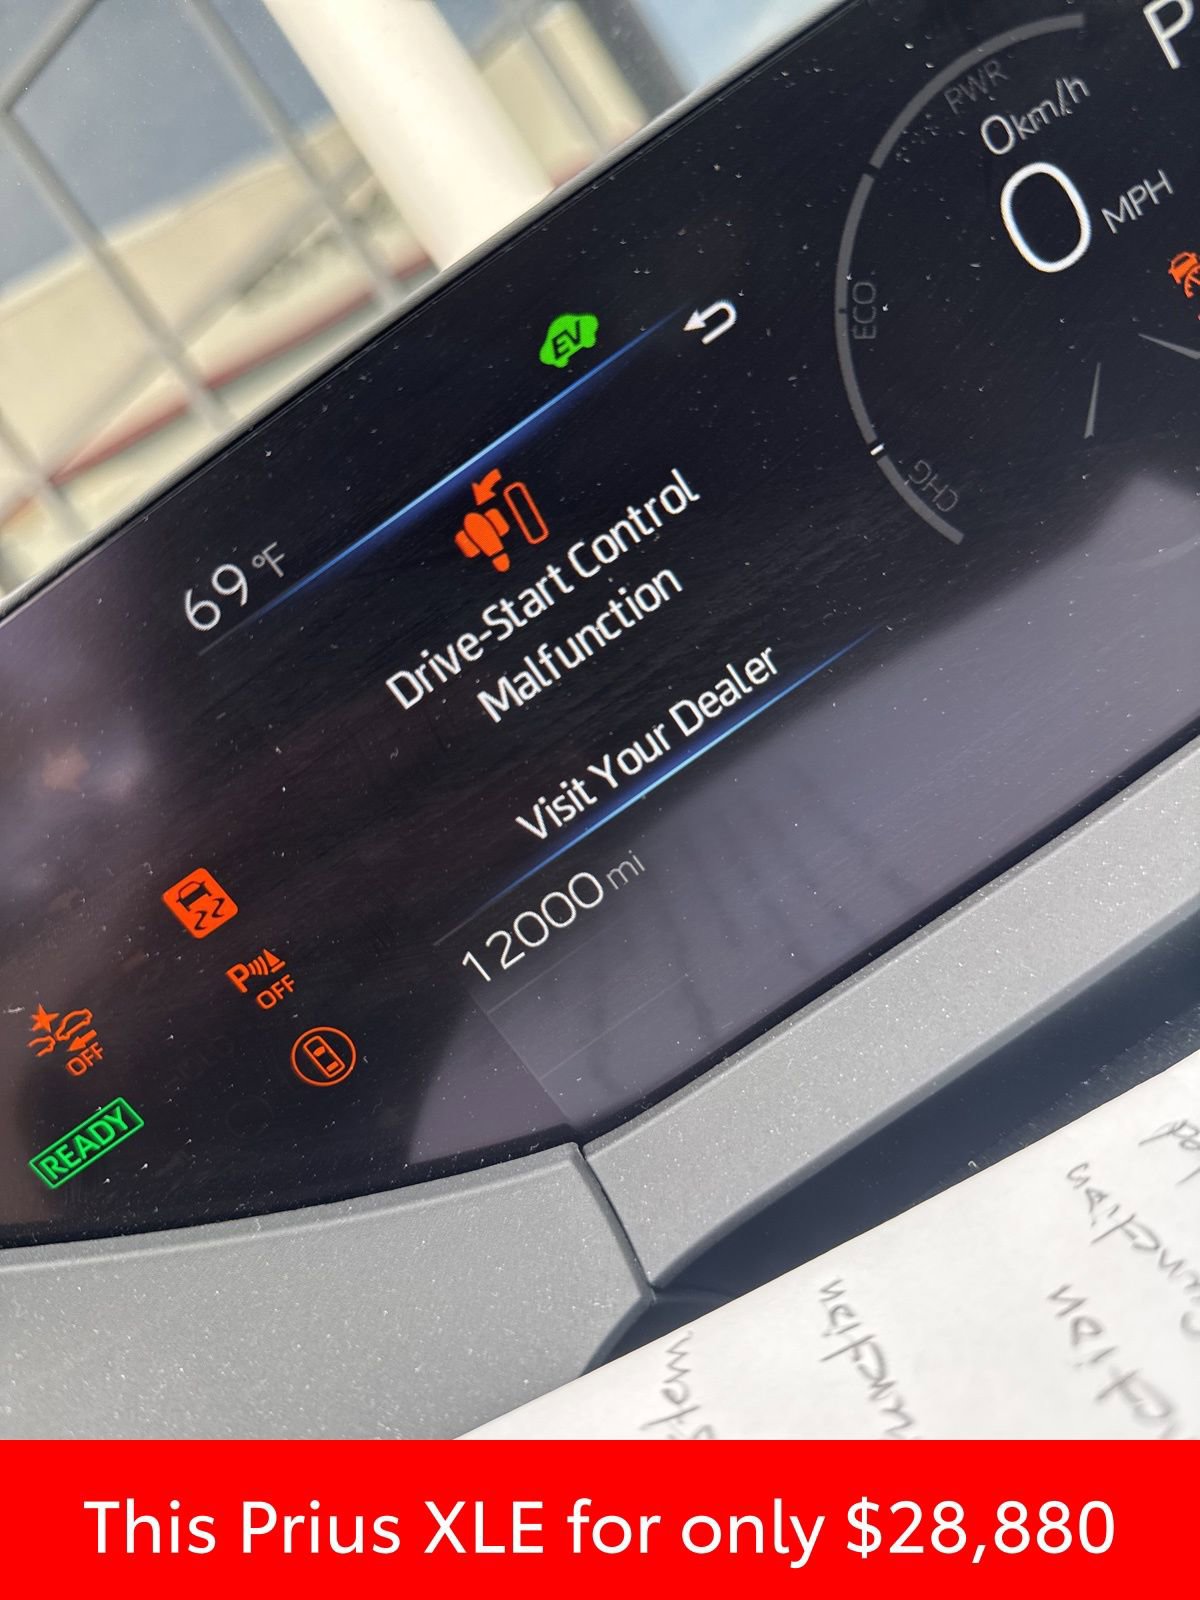 P
PWR
0km/h
0 MPH
ECO
CHG
EV
69°F
Drive-Start Control
Malfunction
Visit Your Dealer
12000 mi
P OFF
OFF
READY
This Prius XLE for only $28,880